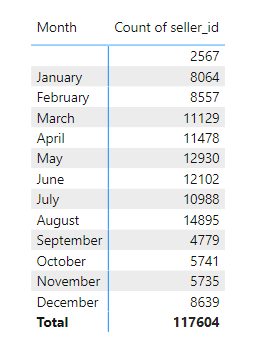 Month Count of seller_id
2567
January 8064
February 8557
March 11129
April 11478
May 12930
June 12102
July 10988
August 14895
September 4779
October 5741
November 5735
December 8639
Total 117604